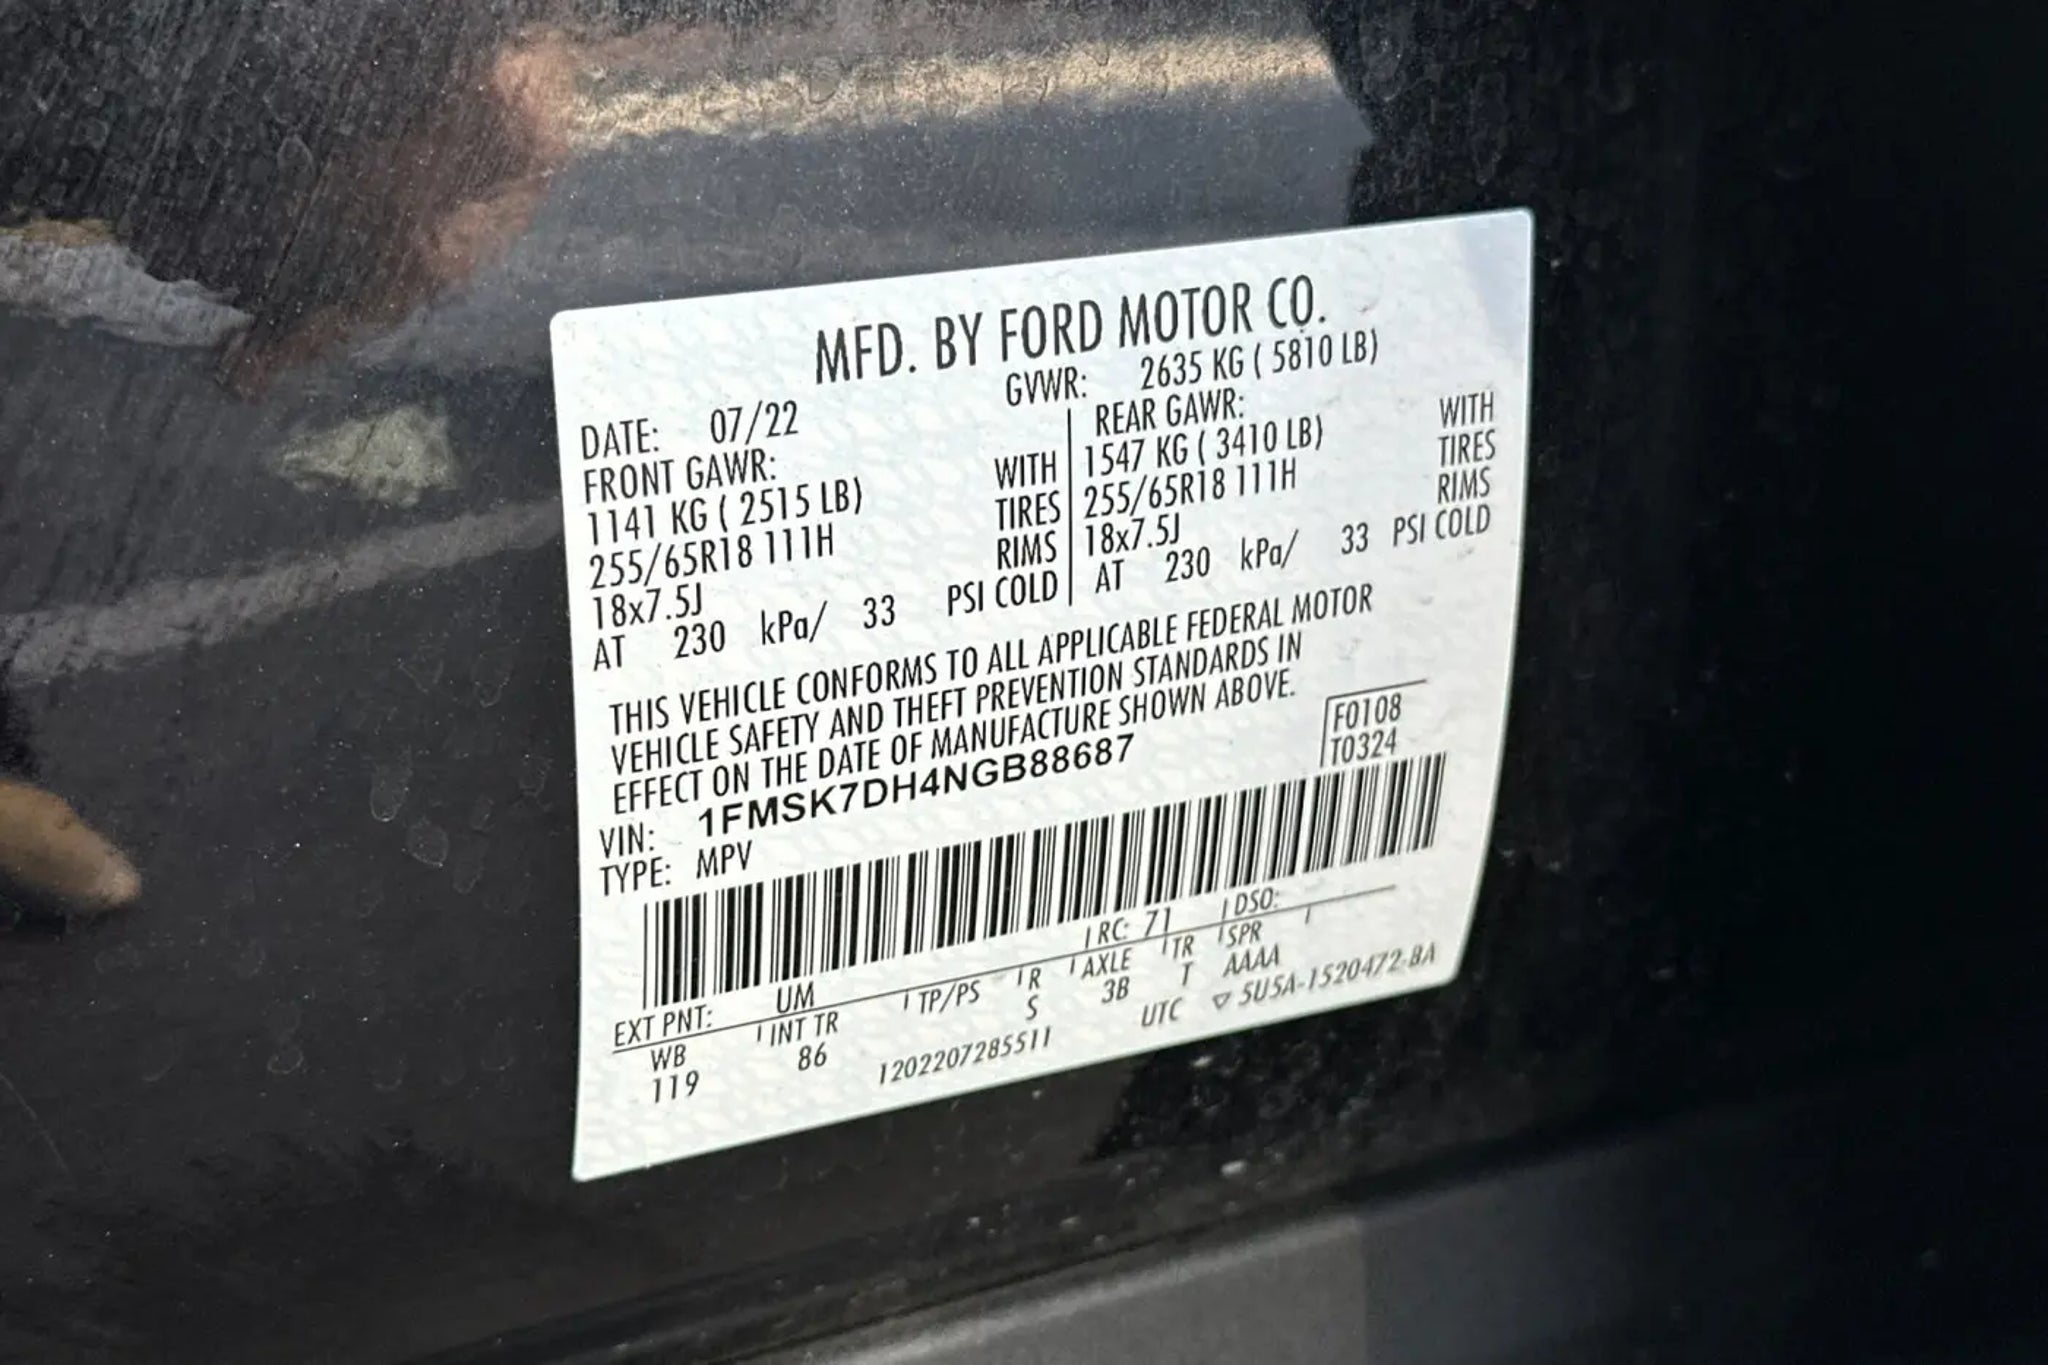 MFD. BY FORD MOTOR CO.
DATE: 07/22 GVWR: 2635 KG ( 5810 LB)
FRONT GAWR: REAR GAWR:
1141 KG ( 2515 LB) WITH 1547 KG ( 3410 LB) WITH
255/65R18 111H TIRES 255/65R18 111H TIRES
18x7.5J RIMS 18x7.5J RIMS
AT 230 kPa/ 33 PSI COLD AT 230 kPa/ 33 PSI COLD
THIS VEHICLE CONFORMS TO ALL APPLICABLE FEDERAL MOTOR
VEHICLE SAFETY AND THEFT PREVENTION STANDARDS IN
EFFECT ON THE DATE OF MANUFACTURE SHOWN ABOVE.
VIN: 1FMSK7DH4NGB88687 F0108
TYPE: MPV T0324
EXT PNT: UM RC: 71 DSO:
WB INT TR TP/PS R AXLE TR SPR
119 86 S 3B T AAAA
1202207285511 UTC ▽ 5U5A-1520472-BA